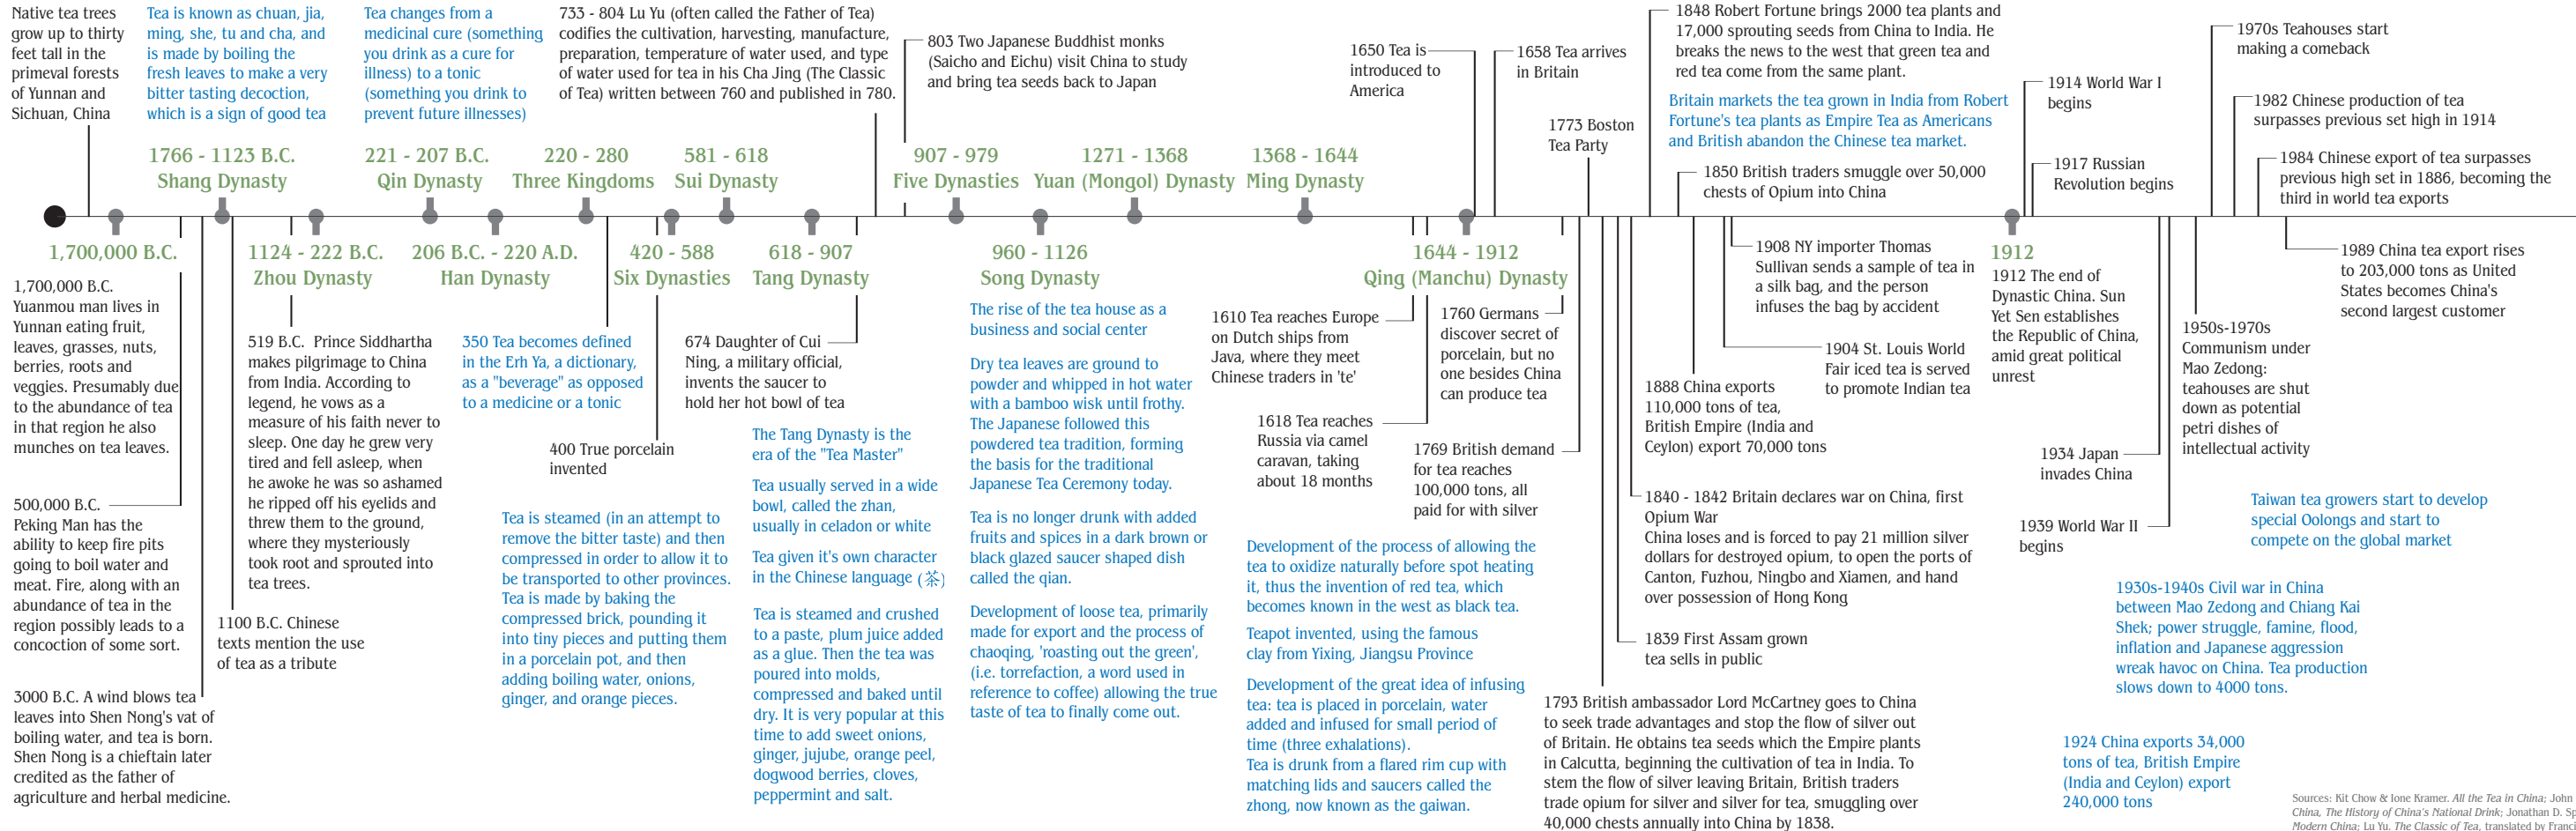 Native tea trees
grow up to thirty
feet tall in the
primeval forests
of Yunnan and
Sichuan, China
Tea is known as chuan, jia,
ming, she, tu and cha, and
is made by boiling the
fresh leaves to make a very
bitter tasting decoction,
which is a sign of good tea
Tea changes from a
medicinal cure (something
you drink as a cure for
illness) to a tonic
(something you drink to
prevent future illnesses)
733 - 804 Lu Yu (often called the Father of Tea)
codifies the cultivation, harvesting, manufacture,
preparation, temperature of water used, and type
of water used for tea in his Cha Jing (The Classic
of Tea) written between 760 and published in 780.
803 Two Japanese Buddhist monks
(Saicho and Eichu) visit China to study
and bring tea seeds back to Japan
1650 Tea is
introduced to
America
1658 Tea arrives
in Britain
1773 Boston
Tea Party
1848 Robert Fortune brings 2000 tea plants and
17,000 sprouting seeds from China to India. He
breaks the news to the west that green tea and
red tea come from the same plant.
Britain markets the tea grown in India from Robert
Fortune's tea plants as Empire Tea as Americans
and British abandon the Chinese tea market.
1850 British traders smuggle over 50,000
chests of Opium into China
1914 World War I
begins
1917 Russian
Revolution begins
1970s Teahouses start
making a comeback
1982 Chinese production of tea
surpasses previous set high in 1914
1984 Chinese export of tea surpasses
previous high set in 1886, becoming the
third in world tea exports
1766 - 1123 B.C.
Shang Dynasty
221 - 207 B.C.
Qin Dynasty
220 - 280
Three Kingdoms
581 - 618
Sui Dynasty
907 - 979
Five Dynasties
1271 - 1368
Yuan (Mongol) Dynasty
1368 - 1644
Ming Dynasty
1,700,000 B.C.
1124 - 222 B.C.
Zhou Dynasty
206 B.C. - 220 A.D.
Han Dynasty
420 - 588
Six Dynasties
618 - 907
Tang Dynasty
960 - 1126
Song Dynasty
1644 - 1912
Qing (Manchu) Dynasty
1912
1,700,000 B.C.
Yuanmou man lives in
Yunnan eating fruit,
leaves, grasses, nuts,
berries, roots and
veggies. Presumably due
to the abundance of tea
in that region he also
munches on tea leaves.
500,000 B.C.
Peking Man has the
ability to keep fire pits
going to boil water and
meat. Fire, along with an
abundance of tea in the
region possibly leads to a
concoction of some sort.
3000 B.C. A wind blows tea
leaves into Shen Nong's vat of
boiling water, and tea is born.
Shen Nong is a chieftain later
credited as the father of
agriculture and herbal medicine.
1100 B.C. Chinese
texts mention the use
of tea as a tribute
519 B.C. Prince Siddhartha
makes pilgrimage to China
from India. According to
legend, he vows as a
measure of his faith never to
sleep. One day he grew very
tired and fell asleep, when
he awoke he was so ashamed
he ripped off his eyelids and
threw them to the ground,
where they mysteriously
took root and sprouted into
tea trees.
350 Tea becomes defined
in the Erh Ya, a dictionary,
as a "beverage" as opposed
to a medicine or a tonic
400 True porcelain
invented
Tea is steamed (in an attempt to
remove the bitter taste) and then
compressed in order to allow it to
be transported to other provinces.
Tea is made by baking the
compressed brick, pounding it
into tiny pieces and putting them
in a porcelain pot, and then
adding boiling water, onions,
ginger, and orange pieces.
674 Daughter of Cui
Ning, a military official,
invents the saucer to
hold her hot bowl of tea
The Tang Dynasty is the
era of the "Tea Master"
Tea usually served in a wide
bowl, called the zhan,
usually in celadon or white
Tea given it's own character
in the Chinese language (茶)
Tea is steamed and crushed
to a paste, plum juice added
as a glue. Then the tea was
poured into molds,
compressed and baked until
dry. It is very popular at this
time to add sweet onions,
ginger, jujube, orange peel,
dogwood berries, cloves,
peppermint and salt.
The rise of the tea house as a
business and social center
Dry tea leaves are ground to
powder and whipped in hot water
with a bamboo wisk until frothy.
The Japanese followed this
powdered tea tradition, forming
the basis for the traditional
Japanese Tea Ceremony today.
Tea is no longer drunk with added
fruits and spices in a dark brown or
black glazed saucer shaped dish
called the qian.
Development of loose tea, primarily
made for export and the process of
chaoqing, 'roasting out the green',
(i.e. torrefaction, a word used in
reference to coffee) allowing the true
taste of tea to finally come out.
1610 Tea reaches Europe
on Dutch ships from
Java, where they meet
Chinese traders in 'te'
1618 Tea reaches
Russia via camel
caravan, taking
about 18 months
1760 Germans
discover secret of
porcelain, but no
one besides China
can produce tea
1769 British demand
for tea reaches
100,000 tons, all
paid for with silver
Development of the process of allowing the
tea to oxidize naturally before spot heating
it, thus the invention of red tea, which
becomes known in the west as black tea.
Teapot invented, using the famous
clay from Yixing, Jiangsu Province
Development of the great idea of infusing
tea: tea is placed in porcelain, water
added and infused for small period of
time (three exhalations).
Tea is drunk from a flared rim cup with
matching lids and saucers called the
zhong, now known as the gaiwan.
1908 NY importer Thomas
Sullivan sends a sample of tea in
a silk bag, and the person
infuses the bag by accident
1904 St. Louis World
Fair iced tea is served
to promote Indian tea
1888 China exports
110,000 tons of tea,
British Empire (India and
Ceylon) export 70,000 tons
1840 - 1842 Britain declares war on China, first
Opium War
China loses and is forced to pay 21 million silver
dollars for destroyed opium, to open the ports of
Canton, Fuzhou, Ningbo and Xiamen, and hand
over possession of Hong Kong
1839 First Assam grown
tea sells in public
1793 British ambassador Lord McCartney goes to China
to seek trade advantages and stop the flow of silver out
of Britain. He obtains tea seeds which the Empire plants
in Calcutta, beginning the cultivation of tea in India. To
stem the flow of silver leaving Britain, British traders
trade opium for silver and silver for tea, smuggling over
40,000 chests annually into China by 1838.
1912 The end of
Dynastic China. Sun
Yet Sen establishes
the Republic of China,
amid great political
unrest
1934 Japan
invades China
1939 World War II
begins
1950s-1970s
Communism under
Mao Zedong:
teahouses are shut
down as potential
petri dishes of
intellectual activity
1989 China tea export rises
to 203,000 tons as United
States becomes China's
second largest customer
Taiwan tea growers start to develop
special Oolongs and start to
compete on the global market
1930s-1940s Civil war in China
between Mao Zedong and Chiang Kai
Shek; power struggle, famine, flood,
inflation and Japanese aggression
wreak havoc on China. Tea production
slows down to 4000 tons.
1924 China exports 34,000
tons of tea, British Empire
(India and Ceylon) export
240,000 tons
Sources: Kit Chow & Ione Kramer. All the Tea in China; John
China, The History of China's National Drink; Jonathan D. Sp
Modern China; Lu Yu. The Classic of Tea, translated by Franc